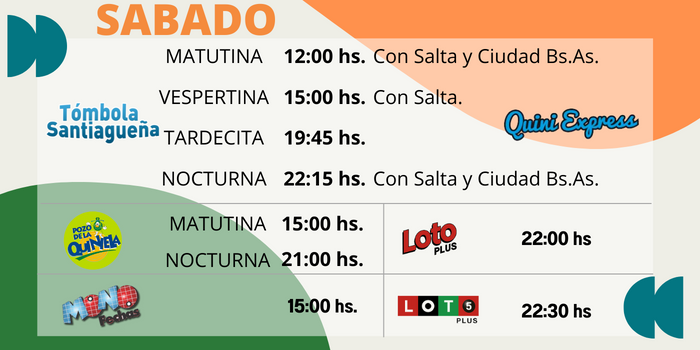 SABADO
MATUTINA 12:00 hs. Con Salta y Ciudad Bs.As.
VESPERTINA 15:00 hs. Con Salta.
Tómbola
Santiagueña
Quini Express
TARDECITA 19:45 hs.
NOCTURNA 22:15 hs. Con Salta y Ciudad Bs.As.
POZO
DE LA
QUINIELA
MATUTINA 15:00 hs.
NOCTURNA 21:00 hs.
Loto
PLUS
22:00 hs
MONO
Fechas
15:00 hs.
LOTO 5
PLUS
22:30 hs